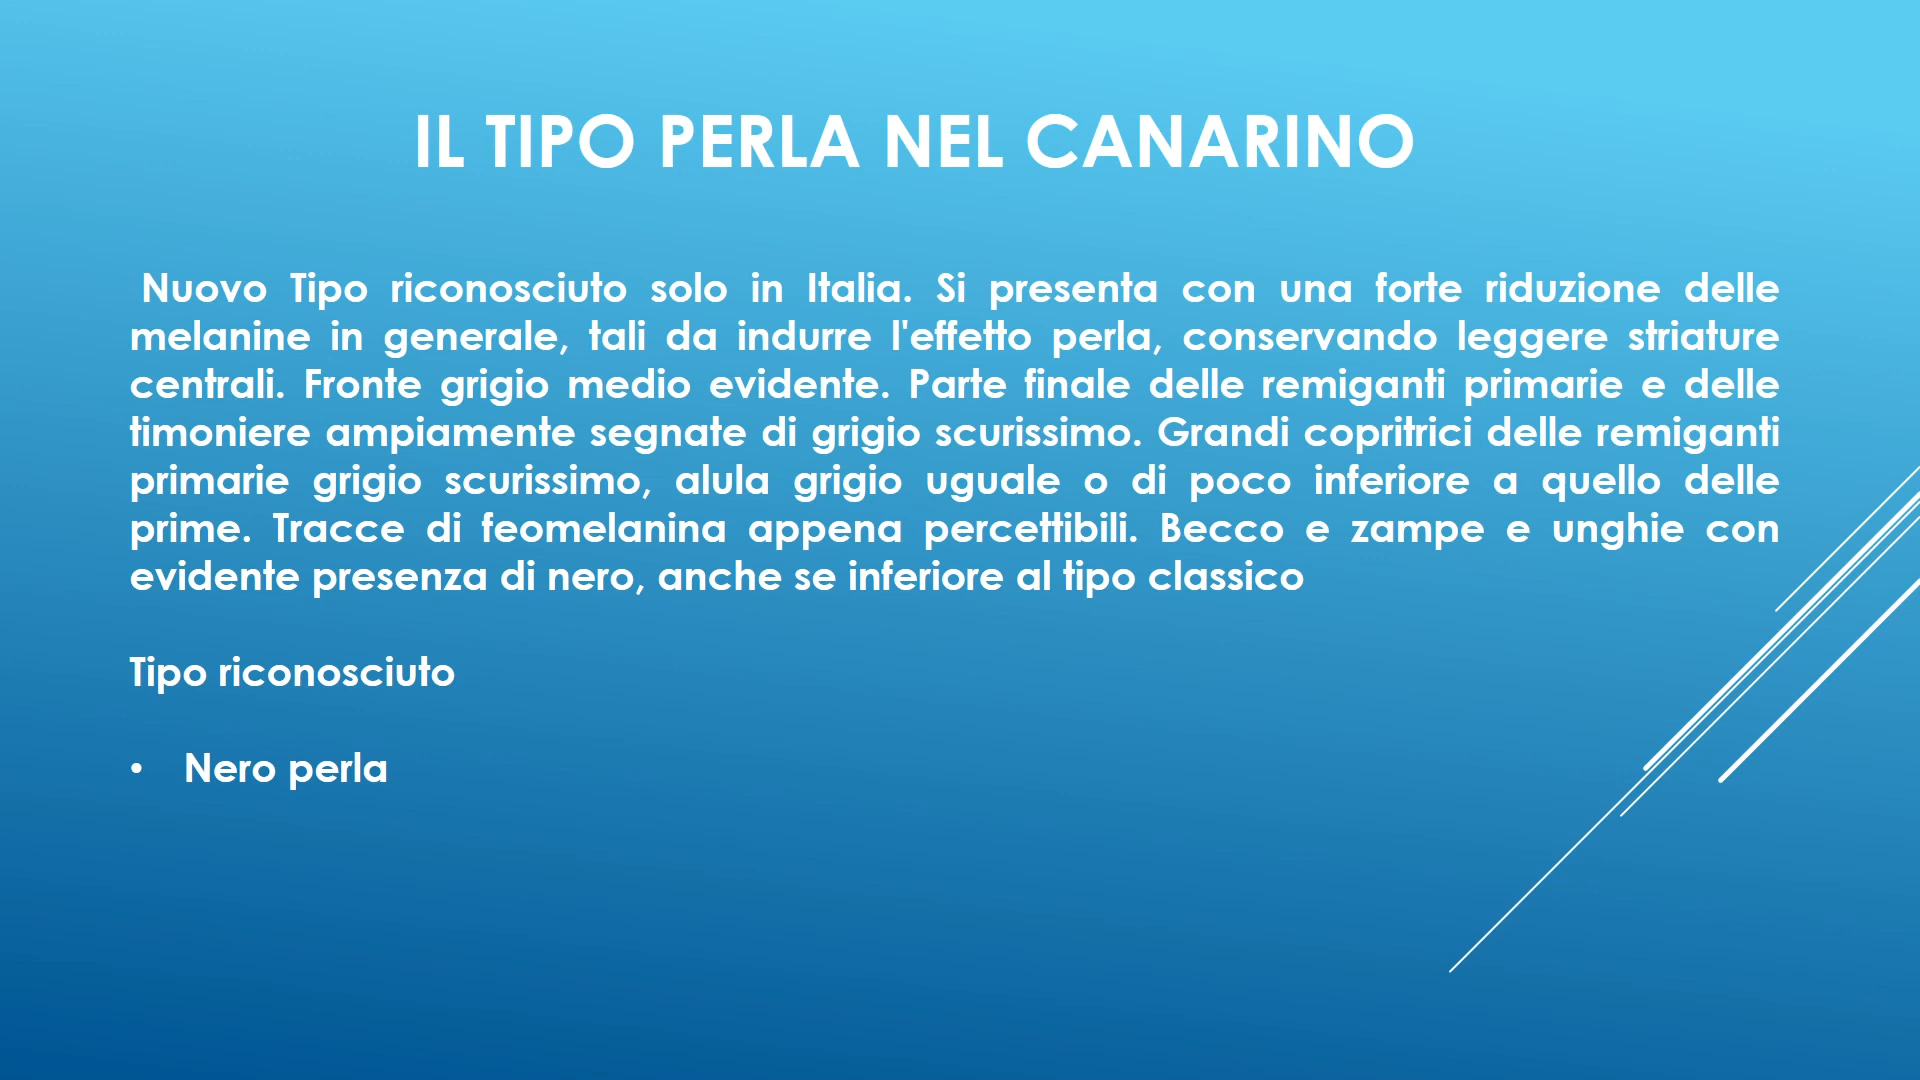 IL TIPO PERLA NEL CANARINO
Nuovo Tipo riconosciuto solo in Italia. Si presenta con una forte riduzione delle
melanine in generale, tali da indurre l'effetto perla, conservando leggere striature
centrali. Fronte grigio medio evidente. Parte finale delle remiganti primarie e delle
timoniere ampiamente segnate di grigio scurissimo. Grandi copritrici delle remiganti
primarie grigio scurissimo, alula grigio uguale o di poco inferiore a quello delle
prime. Tracce di feomelanina appena percettibili. Becco e zampe e unghie con
evidente presenza di nero, anche se inferiore al tipo classico
Tipo riconosciuto
• Nero perla